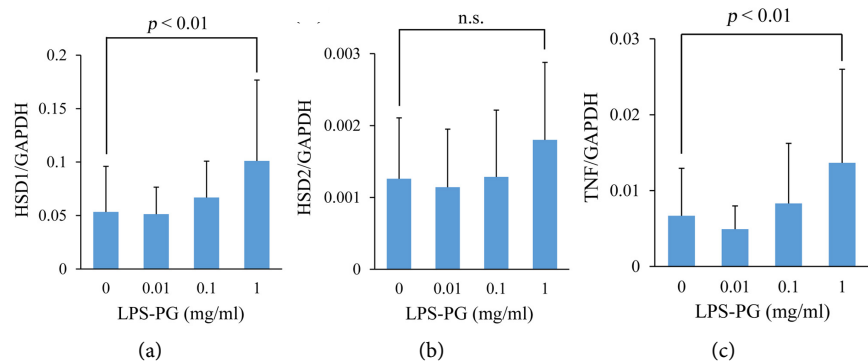 p < 0.01
0.2
0.15
0.1
0.05
0
HSD1/GAPDH
0 0.01 0.1 1
LPS-PG (mg/ml)
(a)
n.s.
0.003
0.002
0.001
0
HSD2/GAPDH
0 0.01 0.1 1
LPS-PG (mg/ml)
(b)
p < 0.01
0.03
0.02
0.01
0
TNF/GAPDH
0 0.01 0.1 1
LPS-PG (mg/ml)
(c)